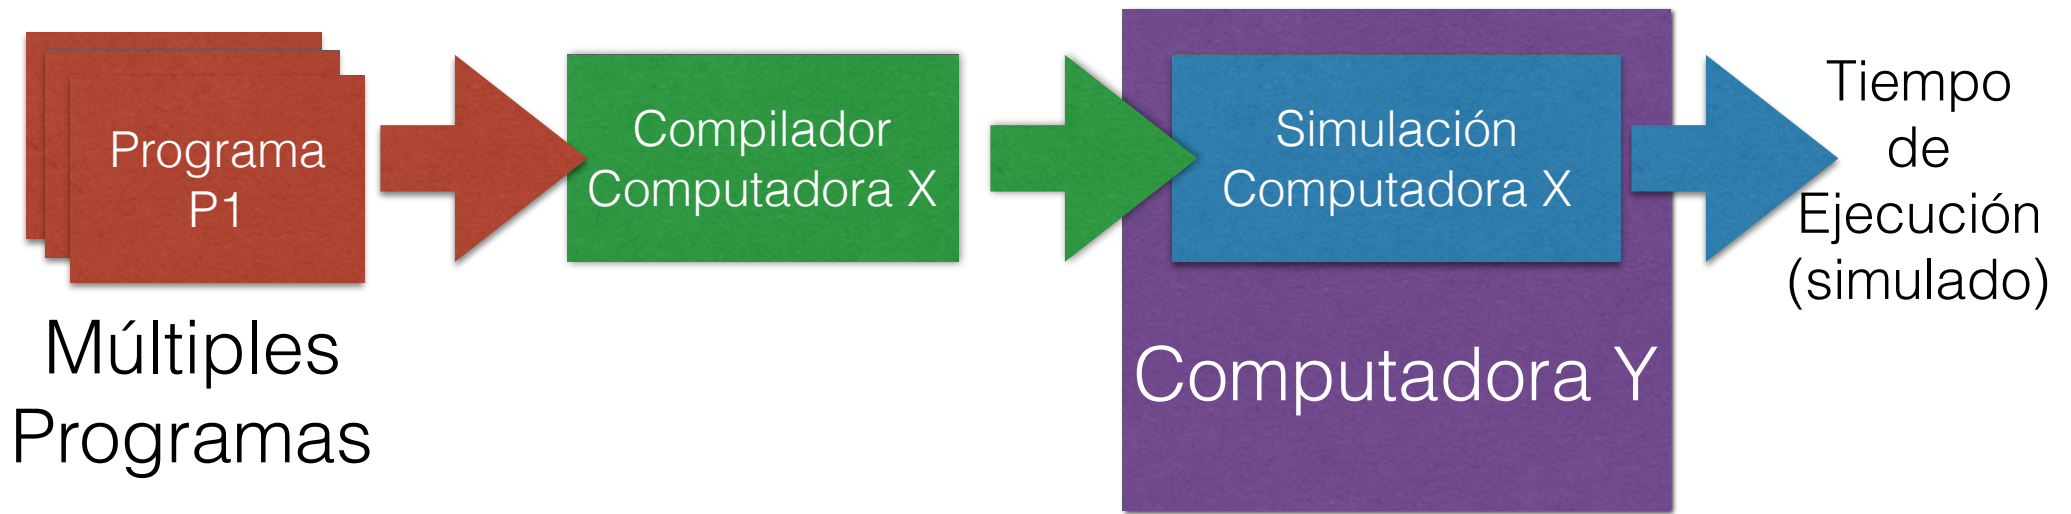 Programa
P1
Múltiples
Programas
Compilador
Computadora X
Simulación
Computadora X
Computadora Y
Tiempo
de
Ejecución
(simulado)